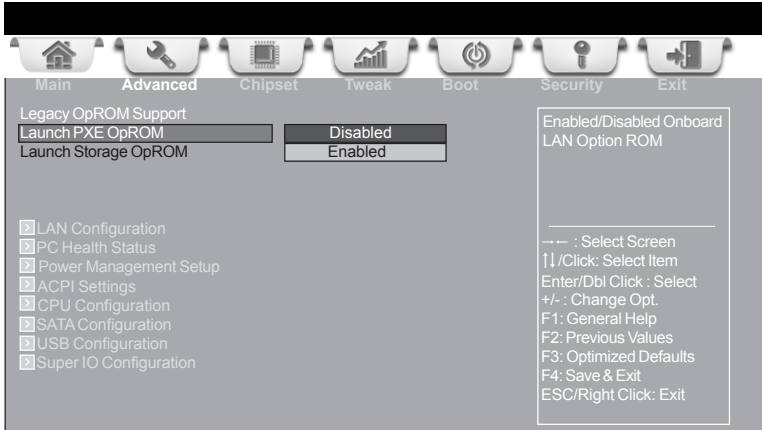 Main Advanced Chipset Tweak Boot Security Exit
Legacy OpROM Support
Launch PXE OpROM Disabled
Launch Storage OpROM Enabled
LAN Configuration
PC Health Status
Power Management Setup
ACPI Settings
CPU Configuration
SATA Configuration
USB Configuration
Super IO Configuration
Enabled/Disabled Onboard
LAN Option ROM
→← : Select Screen
↑↓/Click: Select Item
Enter/Dbl Click : Select
+/- : Change Opt.
F1: General Help
F2: Previous Values
F3: Optimized Defaults
F4: Save & Exit
ESC/Right Click: Exit